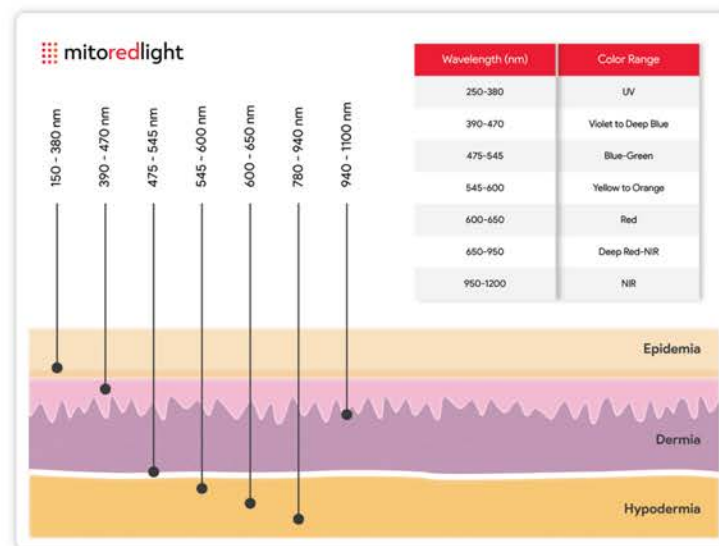 mitoredlight
150 - 380 nm
390 - 470 nm
475 - 545 nm
545 - 600 nm
600 - 650 nm
780 - 940 nm
940 - 1100 nm
Wavelength (nm) Color Range
250-380 UV
390-470 Violet to Deep Blue
475-545 Blue-Green
545-600 Yellow to Orange
600-650 Red
650-950 Deep Red-NIR
950-1200 NIR
Epidemia
Dermia
Hypodermia